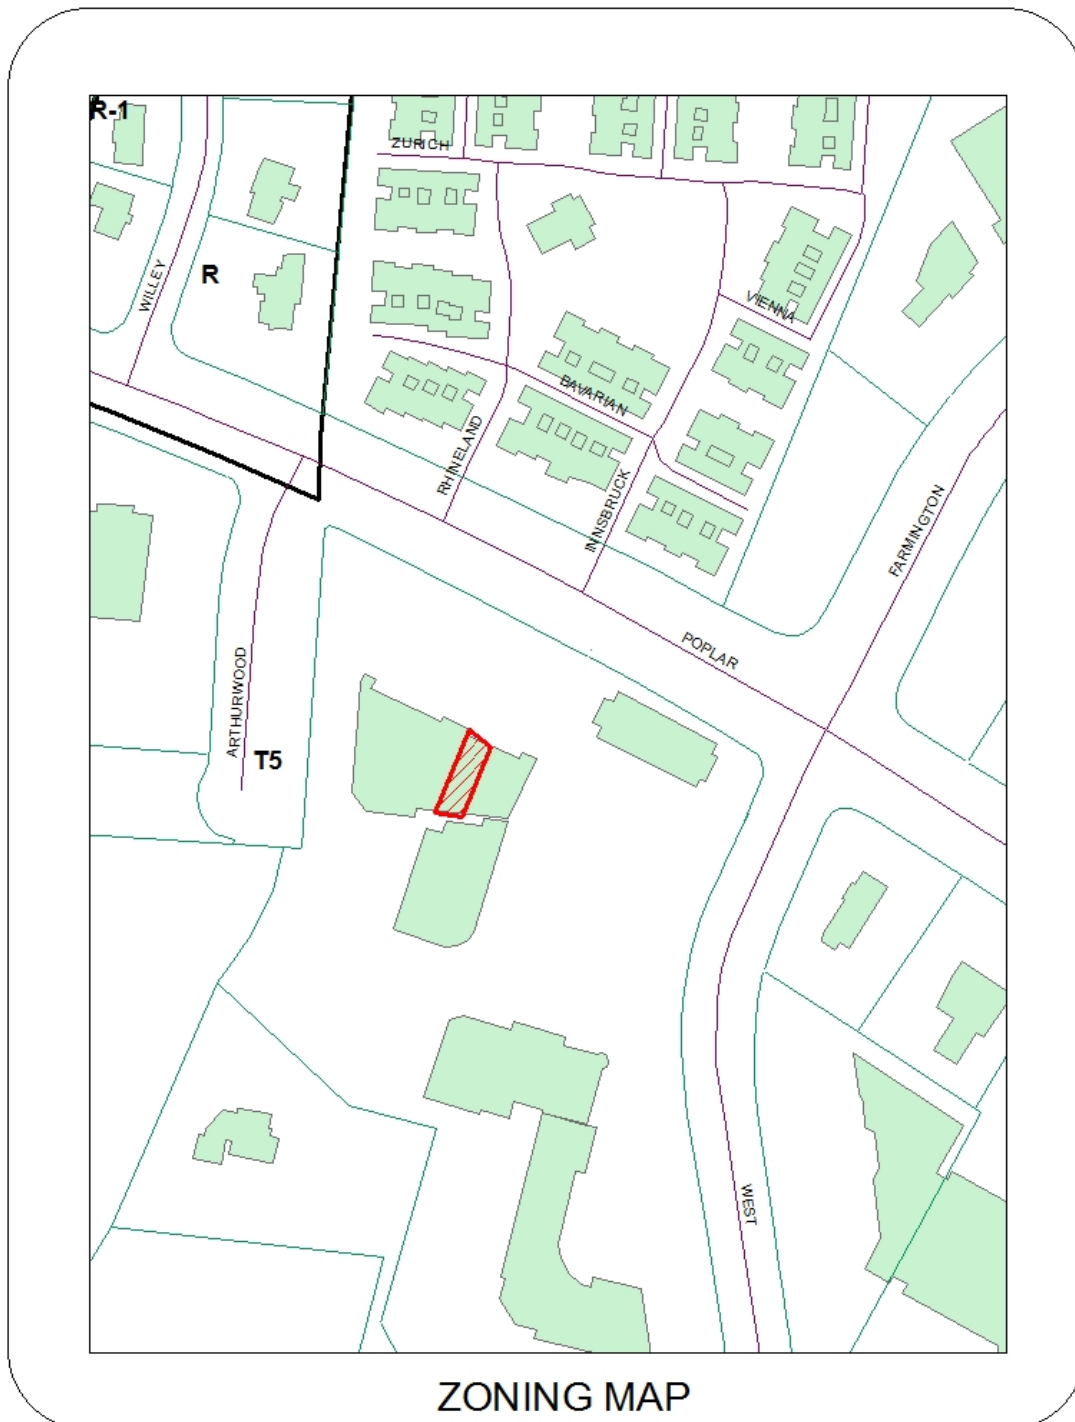 R-1
ZURICH
WILLEY
R
VIENNA
BAVARIAN
RHINELAND
INNSBRUCK
FARMINGTON
POPLAR
ARTHURWOOD
T5
WEST
ZONING MAP